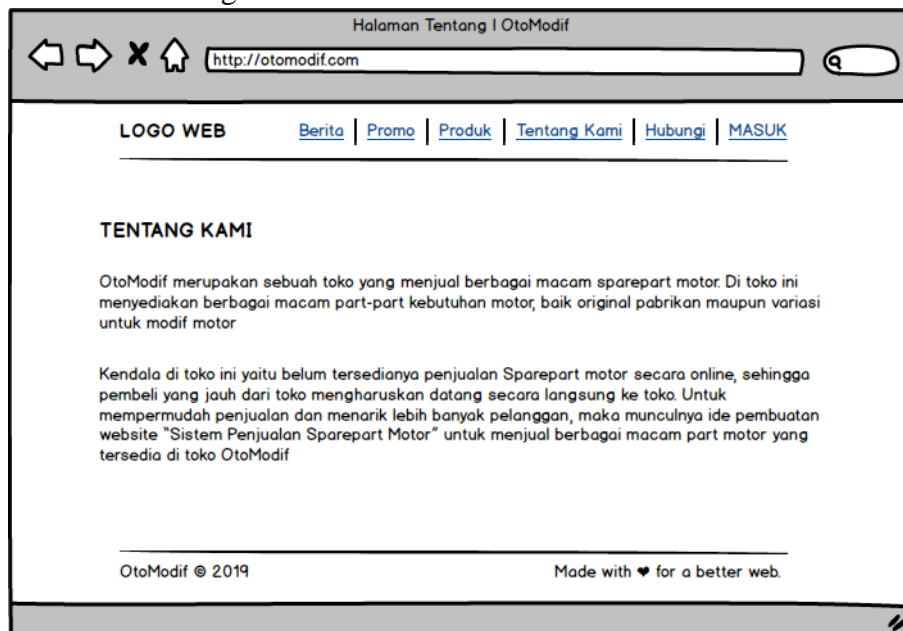 Halaman Tentang | OtoModif
http://otomodif.com
LOGO WEB Berita | Promo | Produk | Tentang Kami | Hubungi | MASUK
TENTANG KAMI
OtoModif merupakan sebuah toko yang menjual berbagai macam sparepart motor. Di toko ini
menyediakan berbagai macam part-part kebutuhan motor, baik original pabrikan maupun variasi
untuk modif motor
Kendala di toko ini yaitu belum tersedianya penjualan Sparepart motor secara online, sehingga
pembeli yang jauh dari toko mengharuskan datang secara langsung ke toko. Untuk
mempermudah penjualan dan menarik lebih banyak pelanggan, maka munculnya ide pembuatan
website "Sistem Penjualan Sparepart Motor" untuk menjual berbagai macam part motor yang
tersedia di toko OtoModif
OtoModif © 2019 Made with ❤ for a better web.